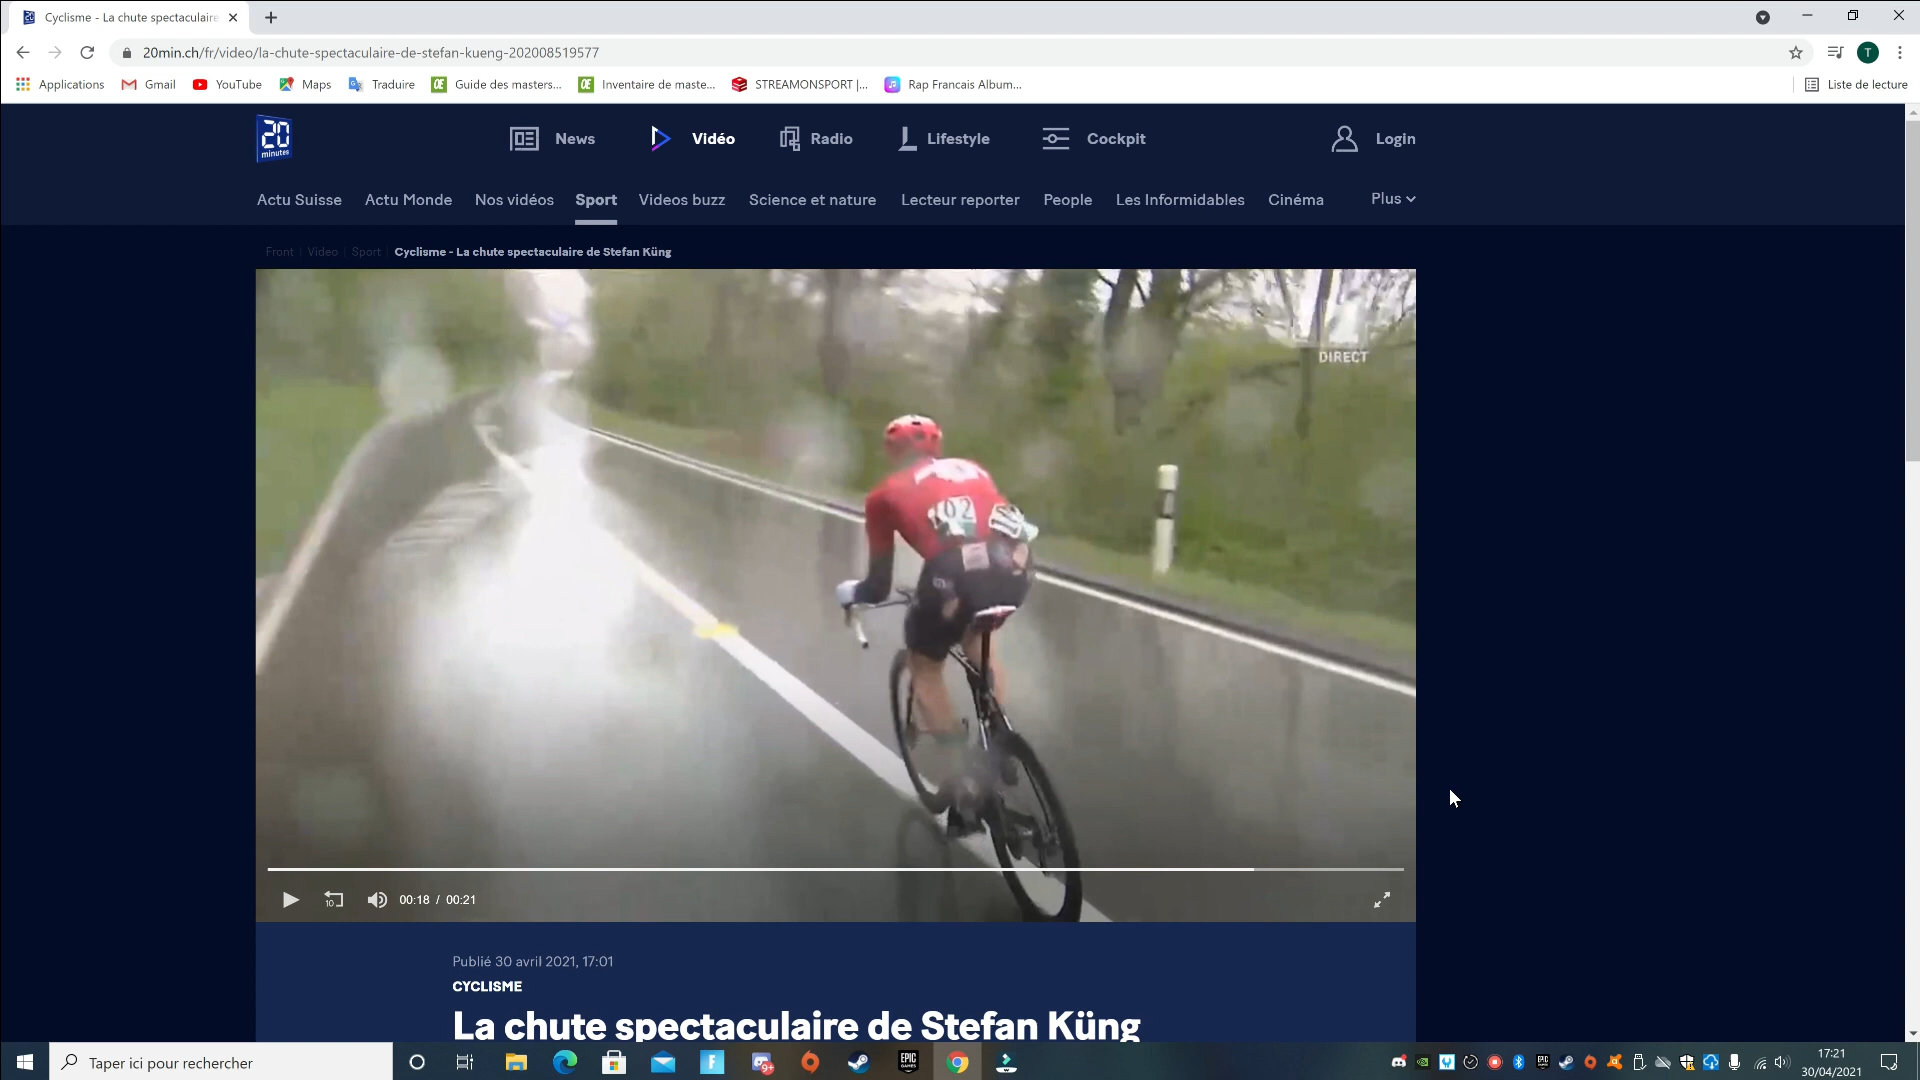 Cyclisme - La chute spectaculaire
20min.ch/fr/video/la-chute-spectaculaire-de-stefan-kueng-202008519577
T
Applications
Gmail
YouTube
Maps
Traduire
Guide des masters...
Inventaire de maste...
STREAMONSPORT |...
Rap Francais Album...
Liste de lecture
20
minutes
News
Vidéo
Radio
Lifestyle
Cockpit
Login
Actu Suisse
Actu Monde
Nos vidéos
Sport
Videos buzz
Science et nature
Lecteur reporter
People
Les Informidables
Cinéma
Plus
Front | Video | Sport | Cyclisme - La chute spectaculaire de Stefan Küng
DIRECT
102
10
00:18 / 00:21
Publié 30 avril 2021, 17:01
CYCLISME
La chute spectaculaire de Stefan Küng
Taper ici pour rechercher
9+
EPIC
GAMES
17:21
30/04/2021